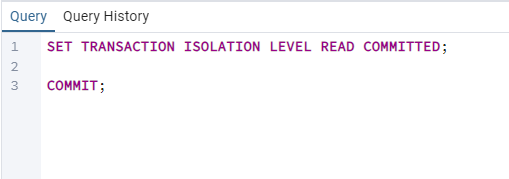 Query Query History
1 SET TRANSACTION ISOLATION LEVEL READ COMMITTED;
2
3 COMMIT;